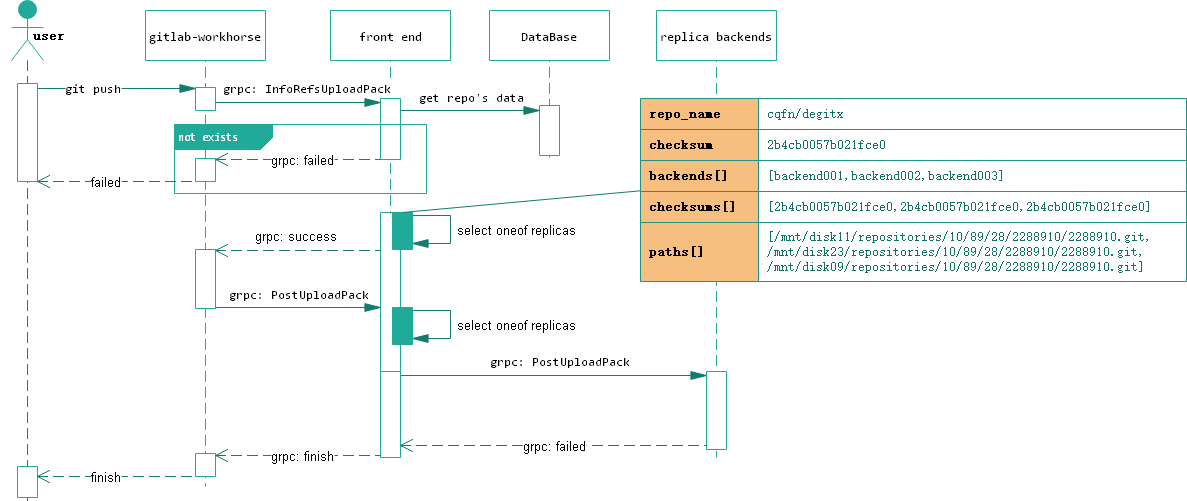 user
gitlab-workhorse
front end
DataBase
replica backends
git push
grpc: InfoRefsUploadPack
get repo's data
not exists
grpc: failed
failed
repo_name
cqfn/degitx
checksum
2b4cb0057b021fce0
backends[]
[backend001,backend002,backend003]
checksums[]
[2b4cb0057b021fce0,2b4cb0057b021fce0,2b4cb0057b021fce0]
paths[]
[/mnt/disk11/repositories/10/89/28/2288910/2288910.git,
/mnt/disk23/repositories/10/89/28/2288910/2288910.git,
/mnt/disk09/repositories/10/89/28/2288910/2288910.git]
select oneof replicas
grpc: success
grpc: PostUploadPack
select oneof replicas
grpc: PostUploadPack
grpc: failed
grpc: finish
finish